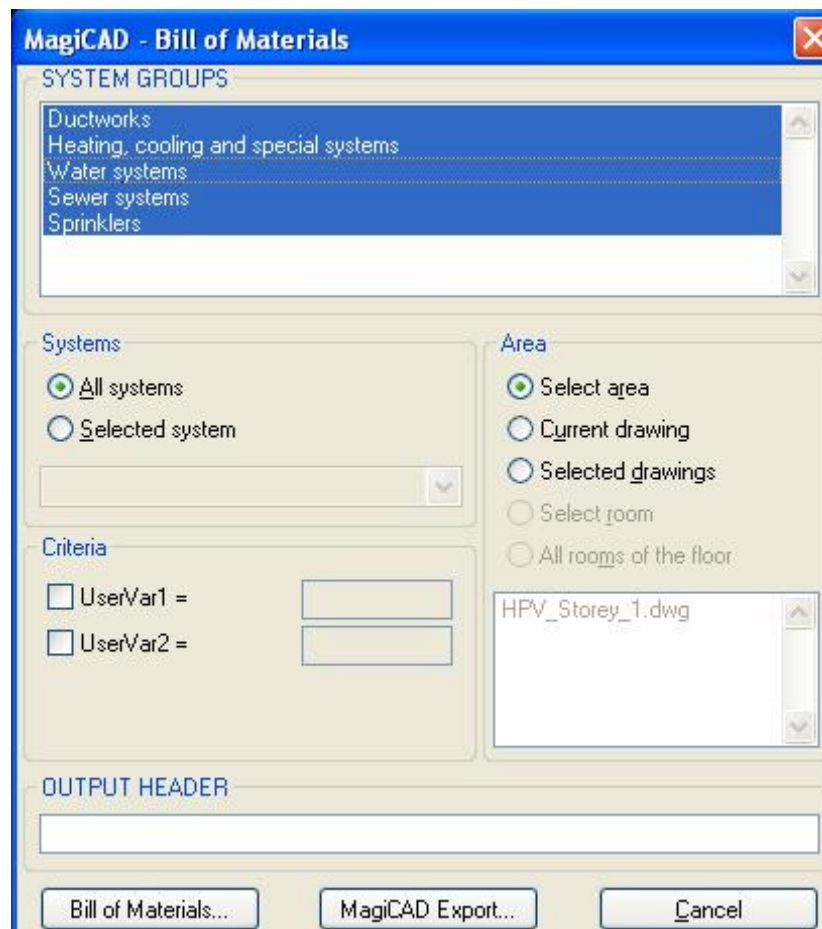 MagiCAD - Bill of Materials
SYSTEM GROUPS
Ductworks
Heating, cooling and special systems
Water systems
Sewer systems
Sprinklers
Systems
All systems
Selected system
Area
Select area
Current drawing
Selected drawings
Select room
All rooms of the floor
HPV_Storey_1.dwg
Criteria
UserVar1 =
UserVar2 =
OUTPUT HEADER
Bill of Materials... MagiCAD Export... Cancel